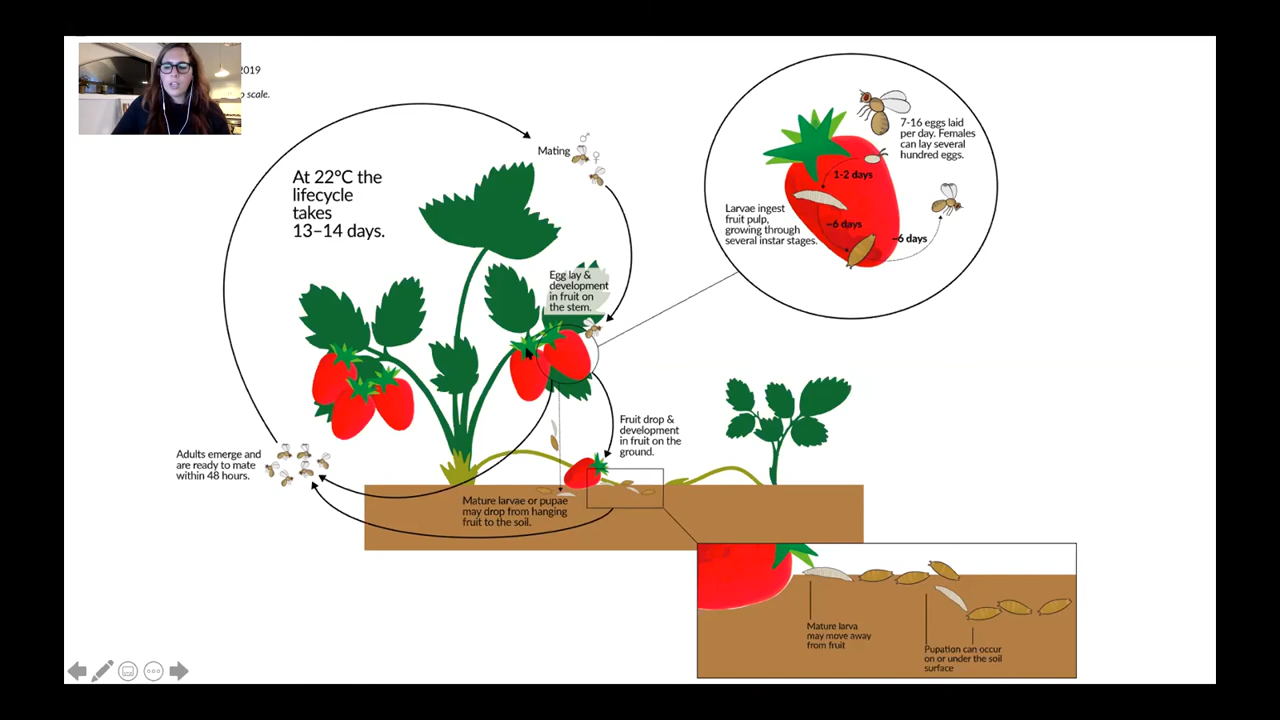 2019
scale.
At 22°C the
lifecycle
takes
13–14 days.
Mating
♂
♀
Egg lay &
development
in fruit on
the stem.
7-16 eggs laid
per day. Females
can lay several
hundred eggs.
1-2 days
Larvae ingest
fruit pulp,
growing through
several instar stages.
~6 days
~6 days
Fruit drop &
development
in fruit on the
ground.
Adults emerge and
are ready to mate
within 48 hours.
Mature larvae or pupae
may drop from hanging
fruit to the soil.
Mature larva
may move away
from fruit
Pupation can occur
on or under the soil
surface